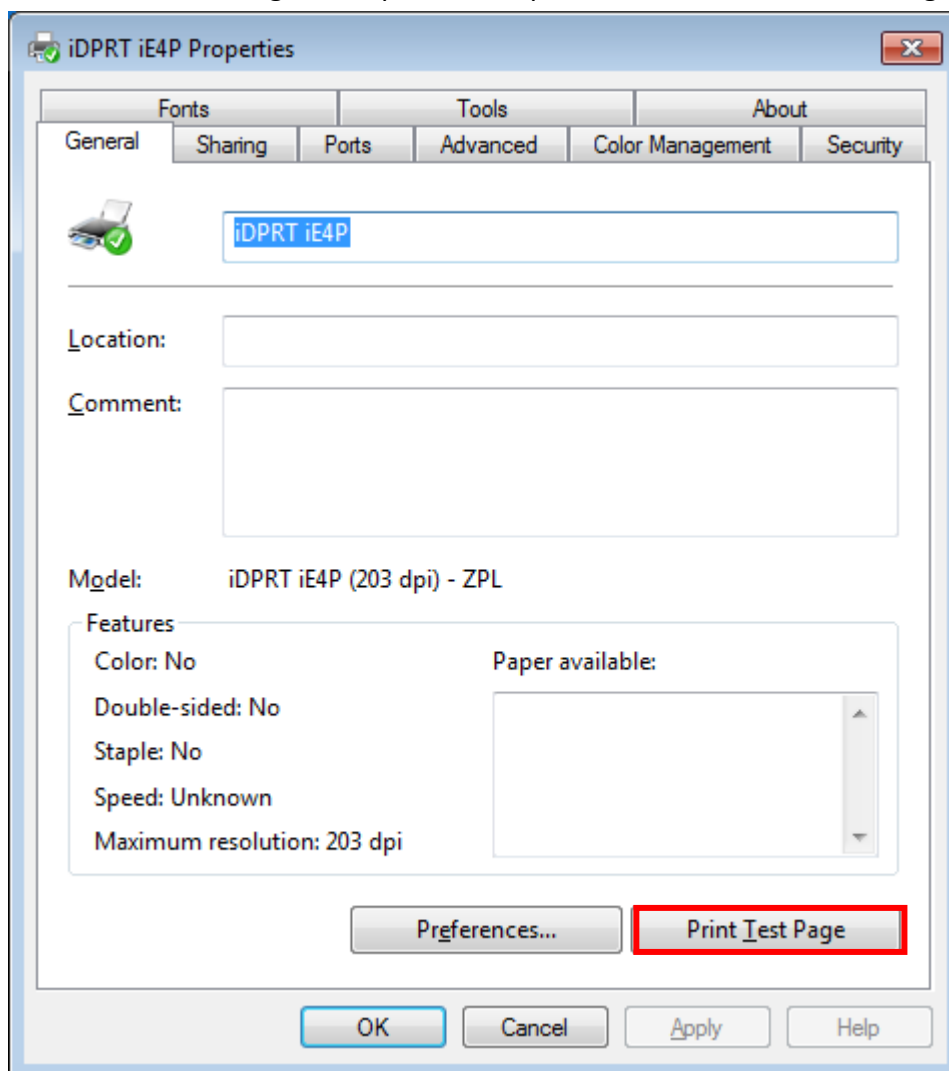 iDPRT iE4P Properties
Fonts Tools About
General Sharing Ports Advanced Color Management Security
iDPRT iE4P
Location:
Comment:
Model: iDPRT iE4P (203 dpi) - ZPL
Features
Color: No Paper available:
Double-sided: No
Staple: No
Speed: Unknown
Maximum resolution: 203 dpi
Preferences... Print Test Page
OK Cancel Apply Help